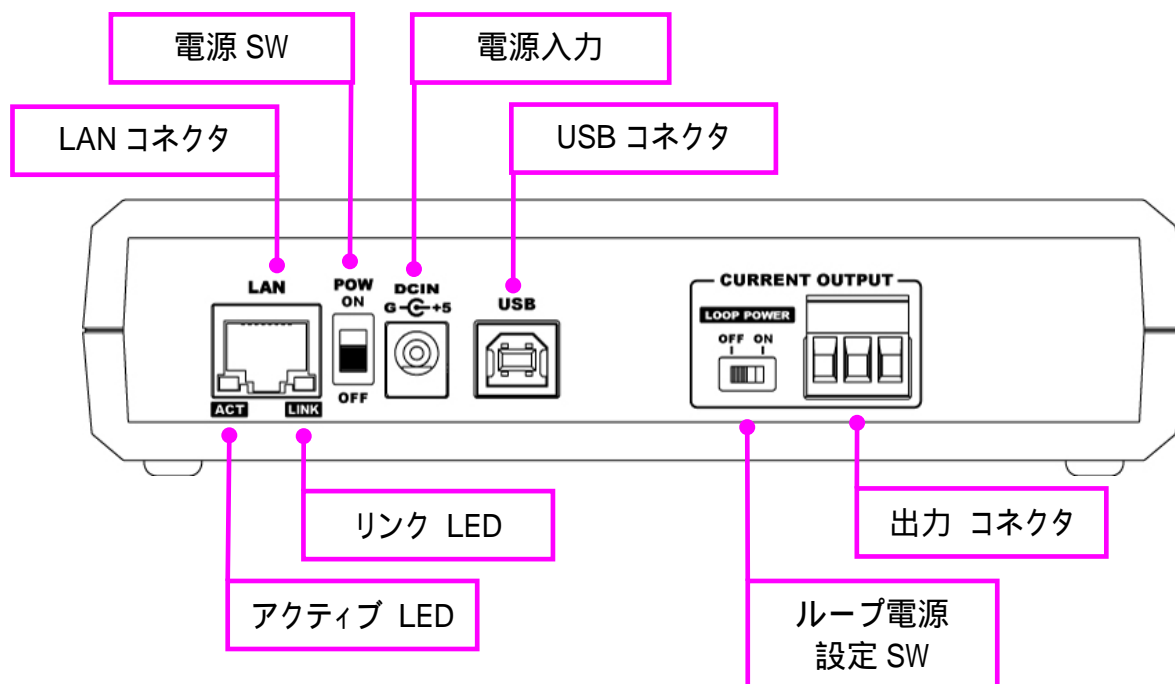 電源 SW
電源入力
LAN コネクタ
USB コネクタ
LAN
POW
ON
OFF
DCIN
G +5
USB
CURRENT OUTPUT
LOOP POWER
OFF ON
ACT
LINK
リンク LED
出力 コネクタ
アクティブ LED
ループ電源
設定 SW